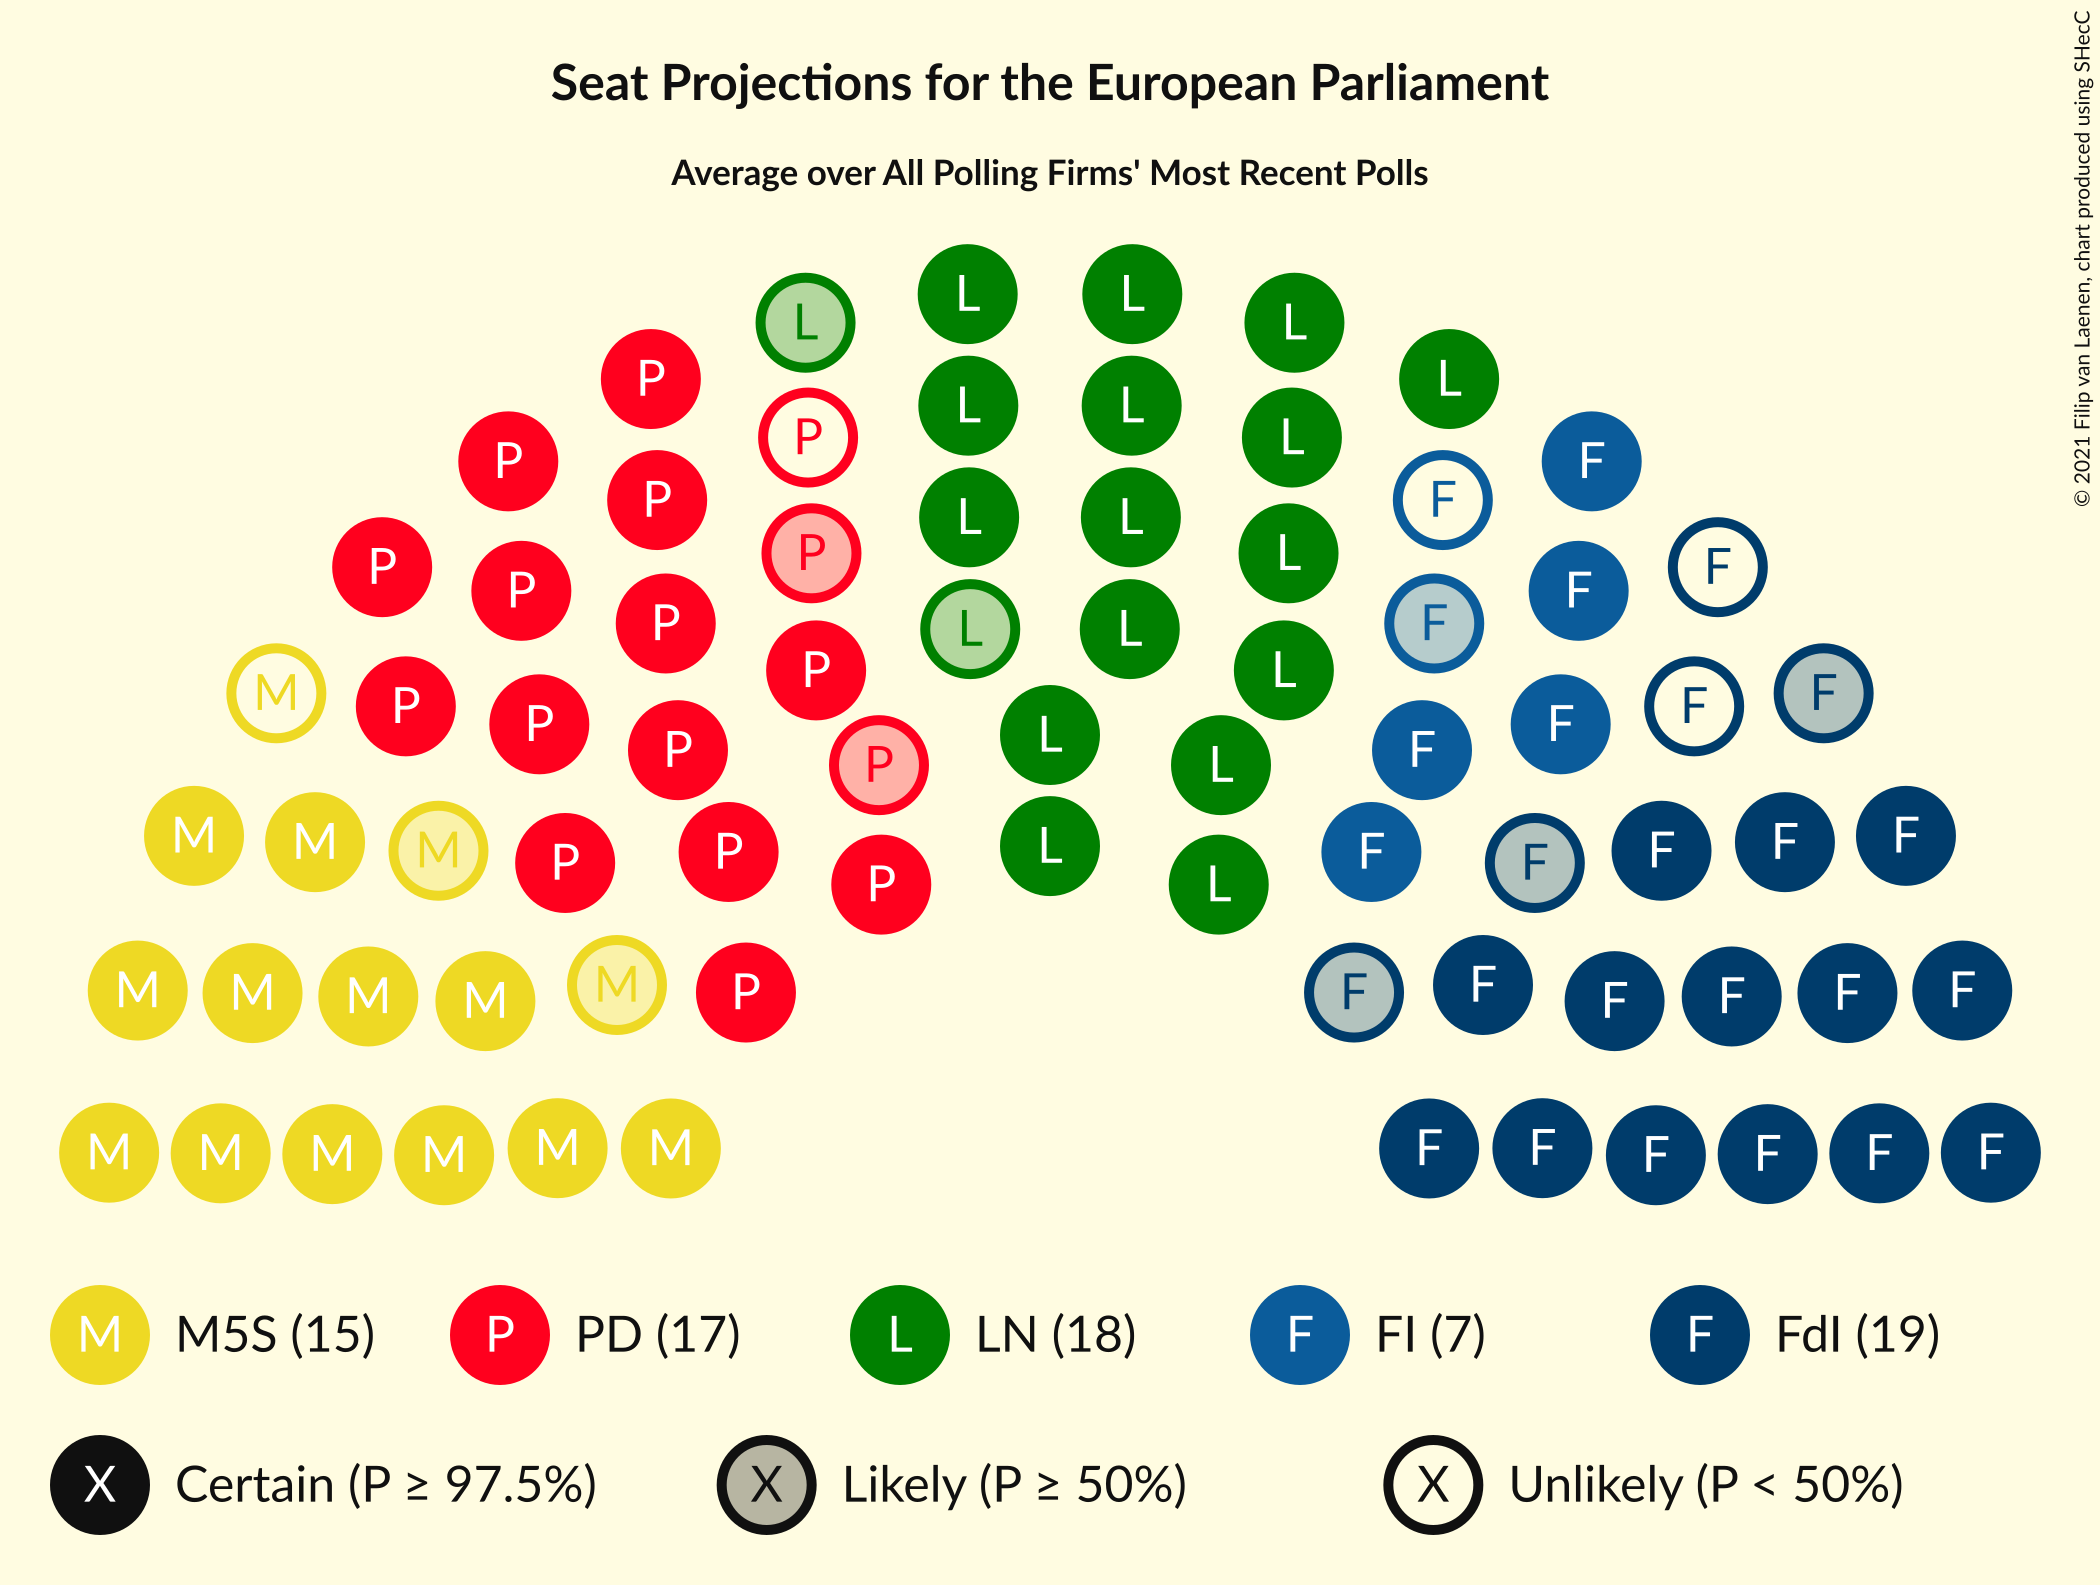 Seat Projections for the European Parliament
Average over All Polling Firms' Most Recent Polls
© 2021 Filip van Laenen, chart produced using SHecC
L L
L L
P L
L L
P P L
P F F
L L
P P L F
P F F
P F L L F
M P P L F F
P P F F
L
P L
M M M P P L F F F F F
P L
M M M M M P F F F F F F
M M M M M M F F F F F F
M M5S (15) P PD (17) L LN (18) F FI (7) F FdI (19)
X Certain (P ≥ 97.5%) X Likely (P ≥ 50%) X Unlikely (P < 50%)